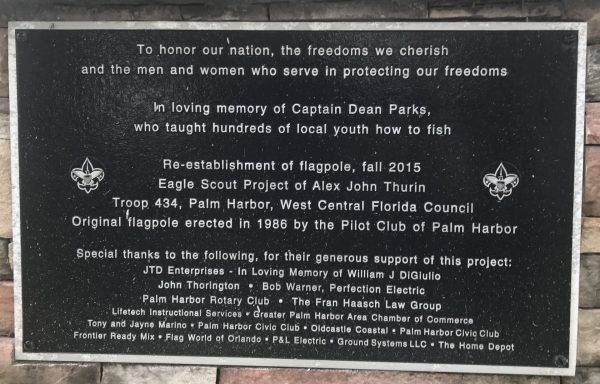 To honor our nation, the freedoms we cherish
and the men and women who serve in protecting our freedoms
In loving memory of Captain Dean Parks,
who taught hundreds of local youth how to fish
Re-establishment of flagpole, fall 2015
Eagle Scout Project of Alex John Thurin
Troop 434, Palm Harbor, West Central Florida Council
Original flagpole erected in 1986 by the Pilot Club of Palm Harbor
Special thanks to the following, for their generous support of this project:
JTD Enterprises - In Loving Memory of William J DiGiulio
John Thorington • Bob Warner, Perfection Electric
Palm Harbor Rotary Club • The Fran Haasch Law Group
Lifetech Instructional Services • Greater Palm Harbor Area Chamber of Commerce
Tony and Jayne Marino • Palm Harbor Civic Club • Oldcastle Coastal • Palm Harbor Civic Club
Frontier Ready Mix • Flag World of Orlando • P&L Electric • Ground Systems LLC • The Home Depot